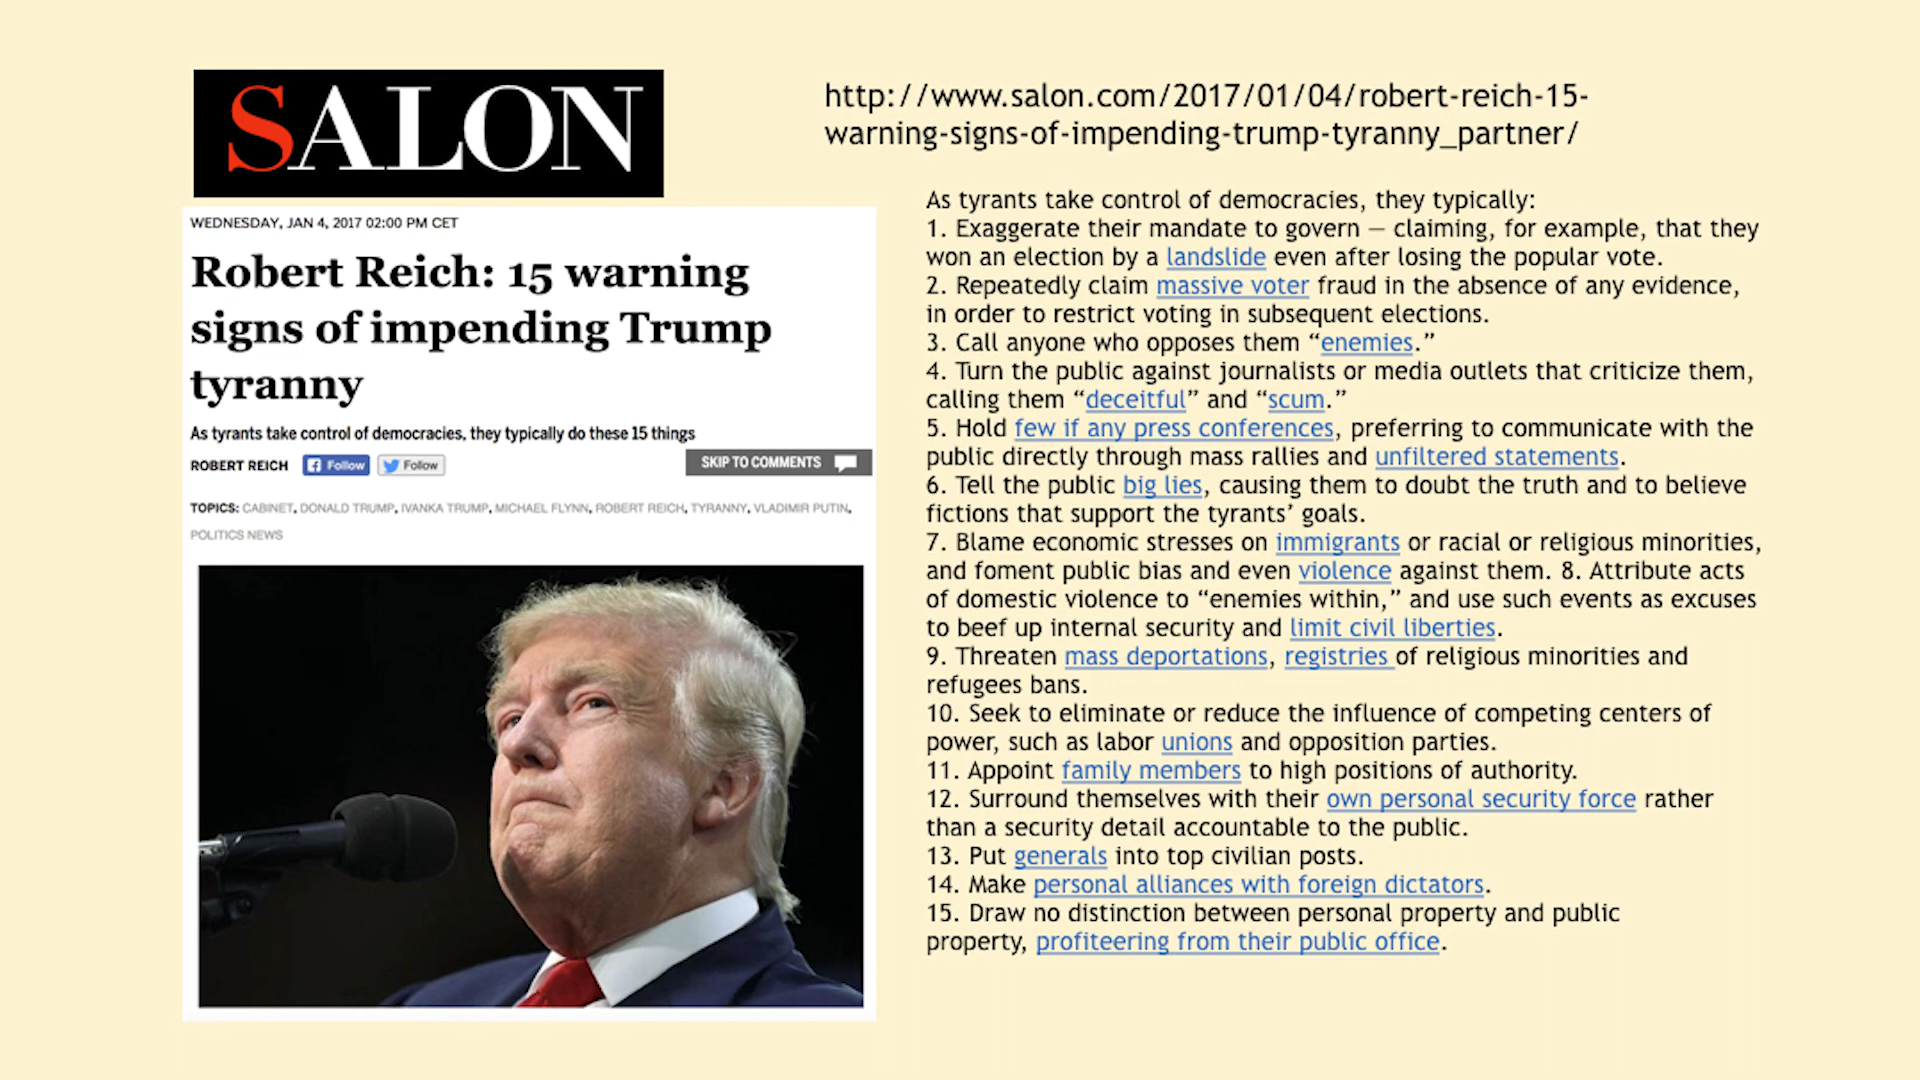 SALON
WEDNESDAY, JAN 4, 2017 02:00 PM CET
Robert Reich: 15 warning
signs of impending Trump
tyranny
As tyrants take control of democracies, they typically do these 15 things
ROBERT REICH Follow Follow
SKIP TO COMMENTS
TOPICS: CABINET, DONALD TRUMP, IVANKA TRUMP, MICHAEL FLYNN, ROBERT REICH, TYRANNY, VLADIMIR PUTIN,
POLITICS NEWS
http://www.salon.com/2017/01/04/robert-reich-15-
warning-signs-of-impending-trump-tyranny_partner/
As tyrants take control of democracies, they typically:
1. Exaggerate their mandate to govern — claiming, for example, that they
won an election by a landslide even after losing the popular vote.
2. Repeatedly claim massive voter fraud in the absence of any evidence,
in order to restrict voting in subsequent elections.
3. Call anyone who opposes them “enemies.”
4. Turn the public against journalists or media outlets that criticize them,
calling them “deceitful” and “scum.”
5. Hold few if any press conferences, preferring to communicate with the
public directly through mass rallies and unfiltered statements.
6. Tell the public big lies, causing them to doubt the truth and to believe
fictions that support the tyrants’ goals.
7. Blame economic stresses on immigrants or racial or religious minorities,
and foment public bias and even violence against them. 8. Attribute acts
of domestic violence to “enemies within,” and use such events as excuses
to beef up internal security and limit civil liberties.
9. Threaten mass deportations, registries of religious minorities and
refugees bans.
10. Seek to eliminate or reduce the influence of competing centers of
power, such as labor unions and opposition parties.
11. Appoint family members to high positions of authority.
12. Surround themselves with their own personal security force rather
than a security detail accountable to the public.
13. Put generals into top civilian posts.
14. Make personal alliances with foreign dictators.
15. Draw no distinction between personal property and public
property, profiteering from their public office.